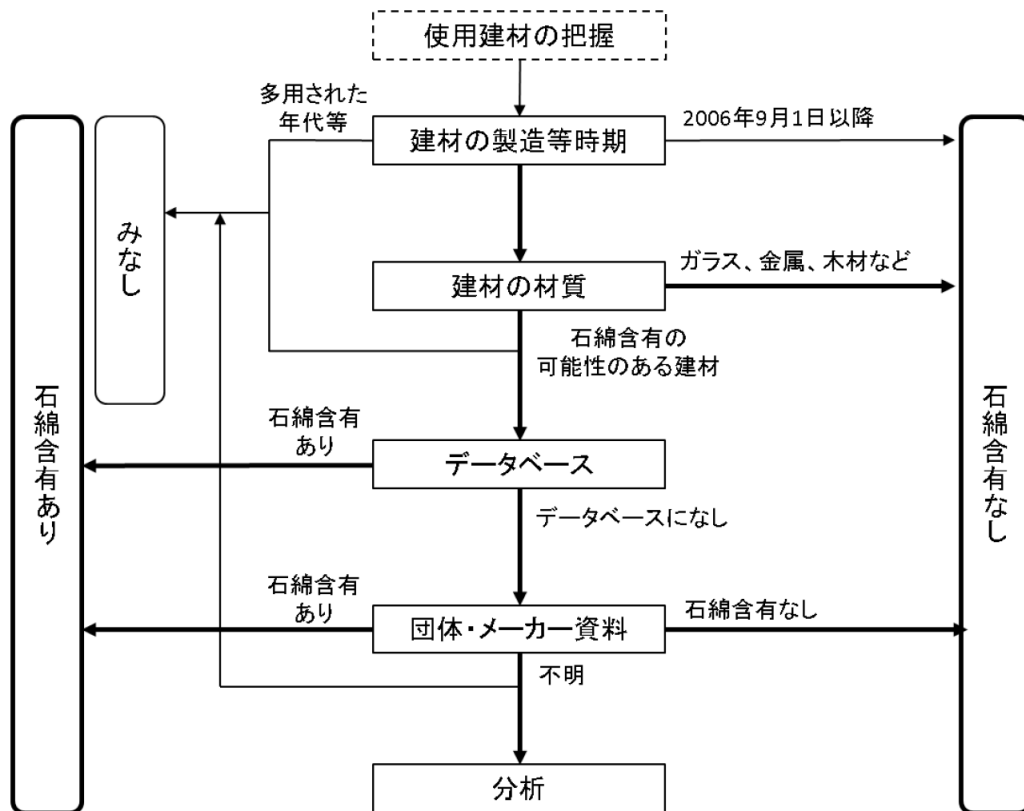 使用建材の把握
多用された
年代等
建材の製造等時期
2006年9月1日以降
みなし
建材の材質
ガラス、金属、木材など
石綿含有の
可能性のある建材
石綿含有あり
石綿含有なし
石綿含有
あり
データベース
データベースになし
石綿含有
あり
団体・メーカー資料
石綿含有なし
不明
分析